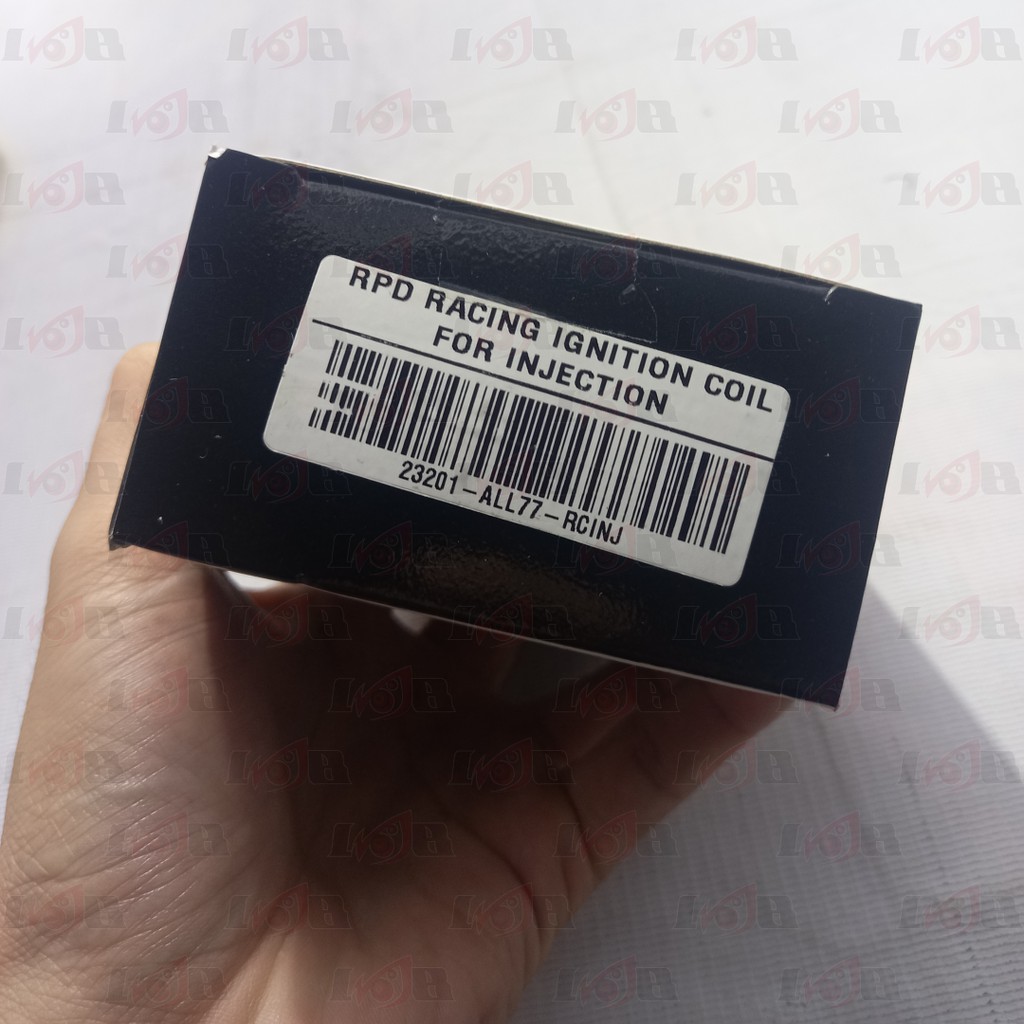 RPD RACING IGNITION COIL
FOR INJECTION
23201-ALL77-RCINJ